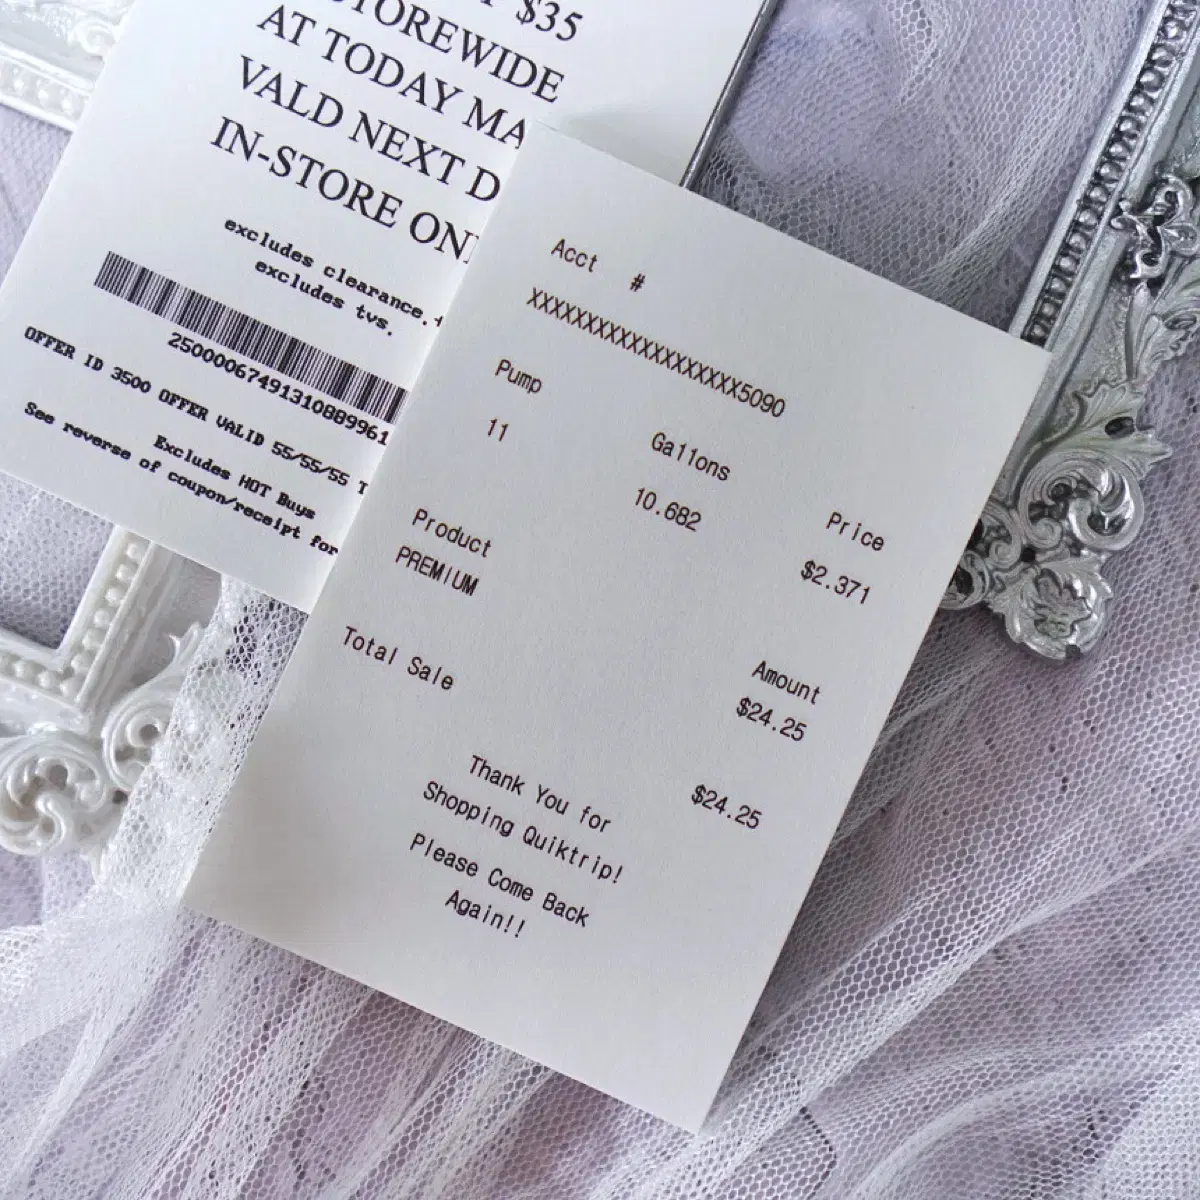 $35
STOREWIDE
AT TODAY
VALD NEXT
IN-STORE
excludes clearance.
excludes tvs.
OFFER ID 3500 OFFER VALID 55/55/55
Excludes HOT Buys
See reverse of coupon/receipt for
Acct #
XXXXXXXXXXXXXXXXXX5090
Pump
11
Gallons
10.682
Price
$2.371
Product
PREMIUM
Amount
$24.25
Total Sale
$24.25
Thank You for
Shopping Quiktrip!
Please Come Back
Again!!